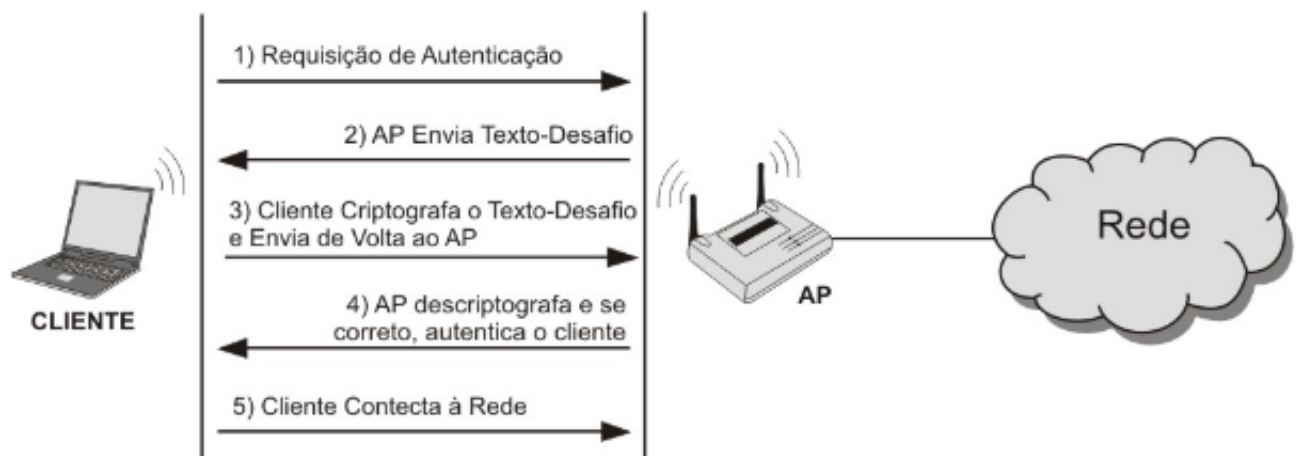 1) Requisição de Autenticação
2) AP Envia Texto-Desafio
3) Cliente Criptografa o Texto-Desafio
e Envia de Volta ao AP
4) AP descriptografa e se
correto, autentica o cliente
5) Cliente Contecta à Rede
CLIENTE
AP
Rede